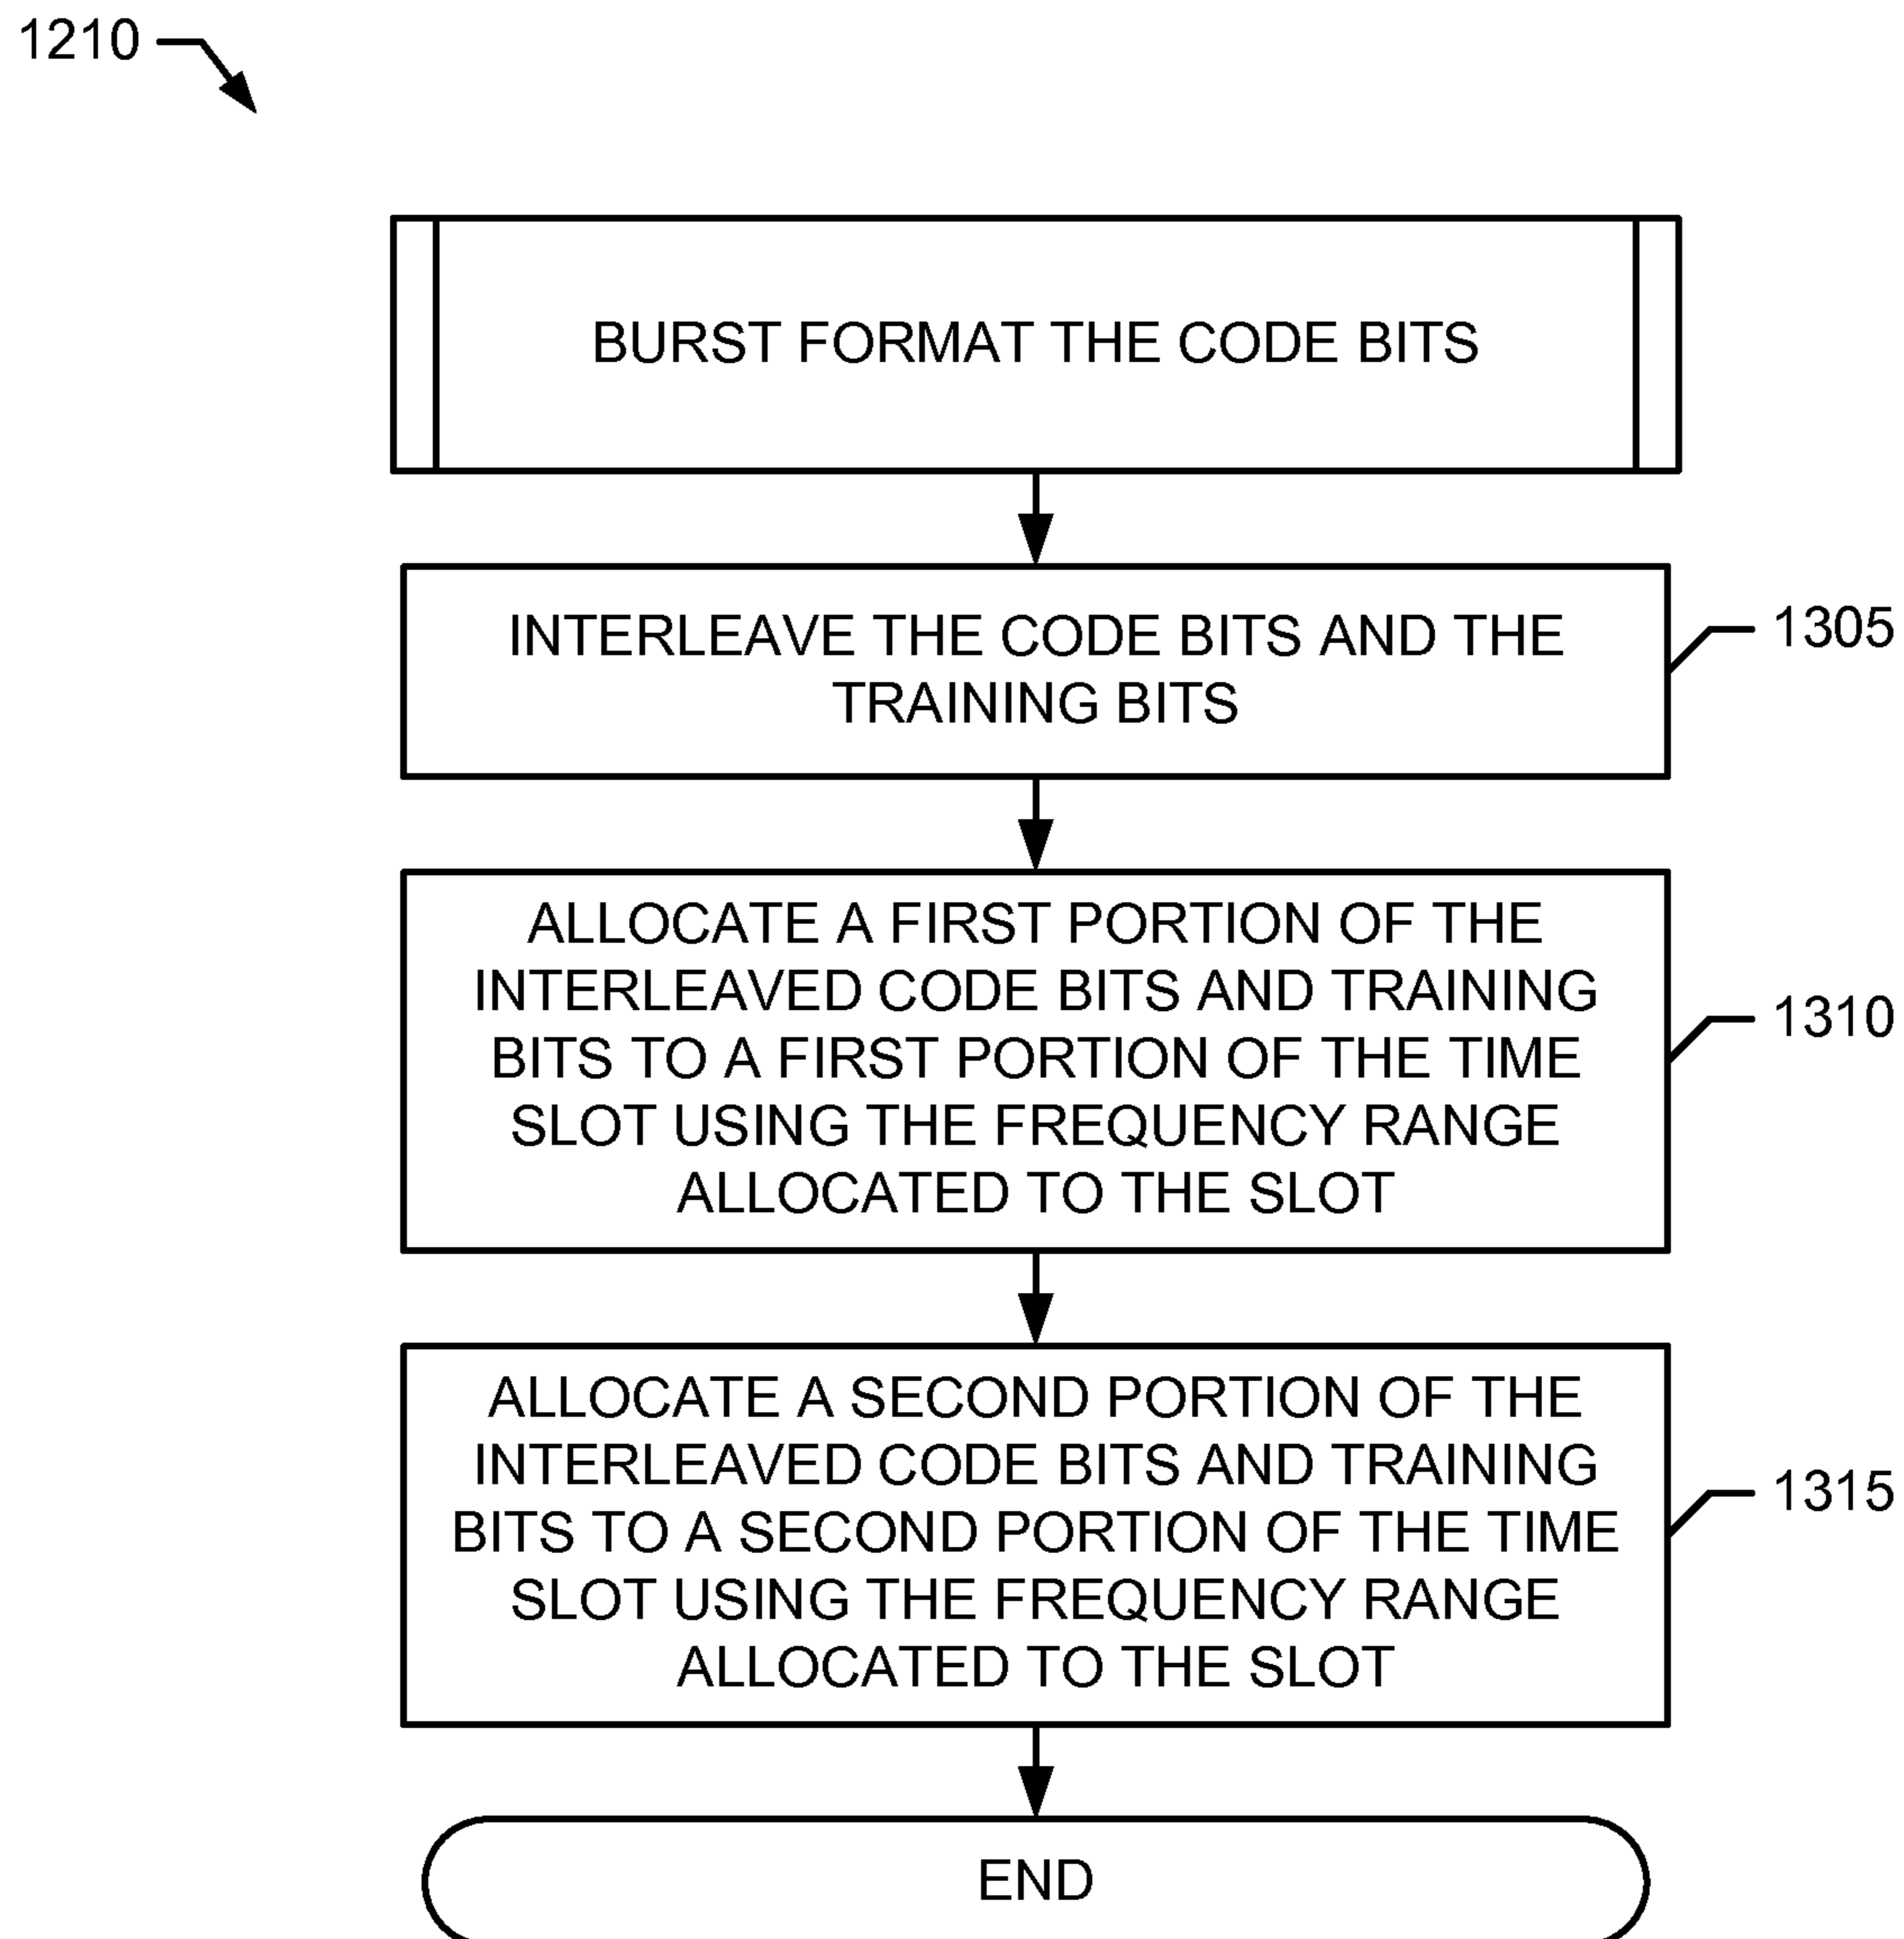 1210
BURST FORMAT THE CODE BITS
INTERLEAVE THE CODE BITS AND THE
TRAINING BITS
1305
ALLOCATE A FIRST PORTION OF THE
INTERLEAVED CODE BITS AND TRAINING
BITS TO A FIRST PORTION OF THE TIME
SLOT USING THE FREQUENCY RANGE
ALLOCATED TO THE SLOT
1310
ALLOCATE A SECOND PORTION OF THE
INTERLEAVED CODE BITS AND TRAINING
BITS TO A SECOND PORTION OF THE TIME
SLOT USING THE FREQUENCY RANGE
ALLOCATED TO THE SLOT
1315
END